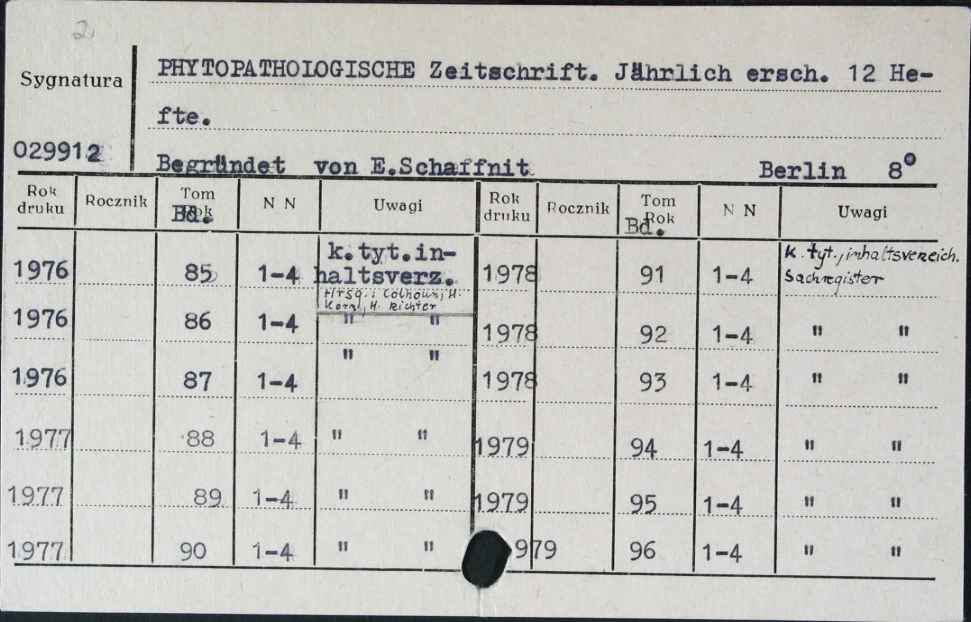 2.
Sygnatura
PHYTOPATHOLOGISCHE Zeitschrift. Jährlich ersch. 12 He-
fte.
029912
Begründet von E.Schaffnit Berlin 8°
Rok druku Rocznik Tom Rok Bd. N N Uwagi Rok druku Rocznik Tom Rok Bd. N N Uwagi
1976 85 1-4 k.tyt.in-haltsverz. 1978 91 1-4 k. tyt., inhaltsverzeich. Sachregister
Hrsg.: Colhoun, H.
Kern, H. Richter
1976 86 1-4 " " 1978 92 1-4 " "
1976 87 1-4 " " 1978 93 1-4 " "
1977 88 1-4 " " 1979 94 1-4 " "
1977 89 1-4 " " 1979 95 1-4 " "
1977 90 1-4 " " 979 96 1-4 " "